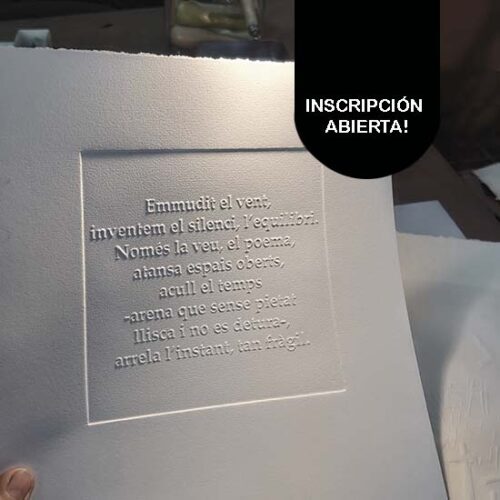 INSCRIPCIÓN
ABIERTA!
Emmudit el vent,
inventem el silenci, l'equilibri.
Només la veu, el poema,
atansa espais oberts,
acull el temps
-arena que sense pietat
llisca i no es detura-,
arrela l'instant, tan fràgil.